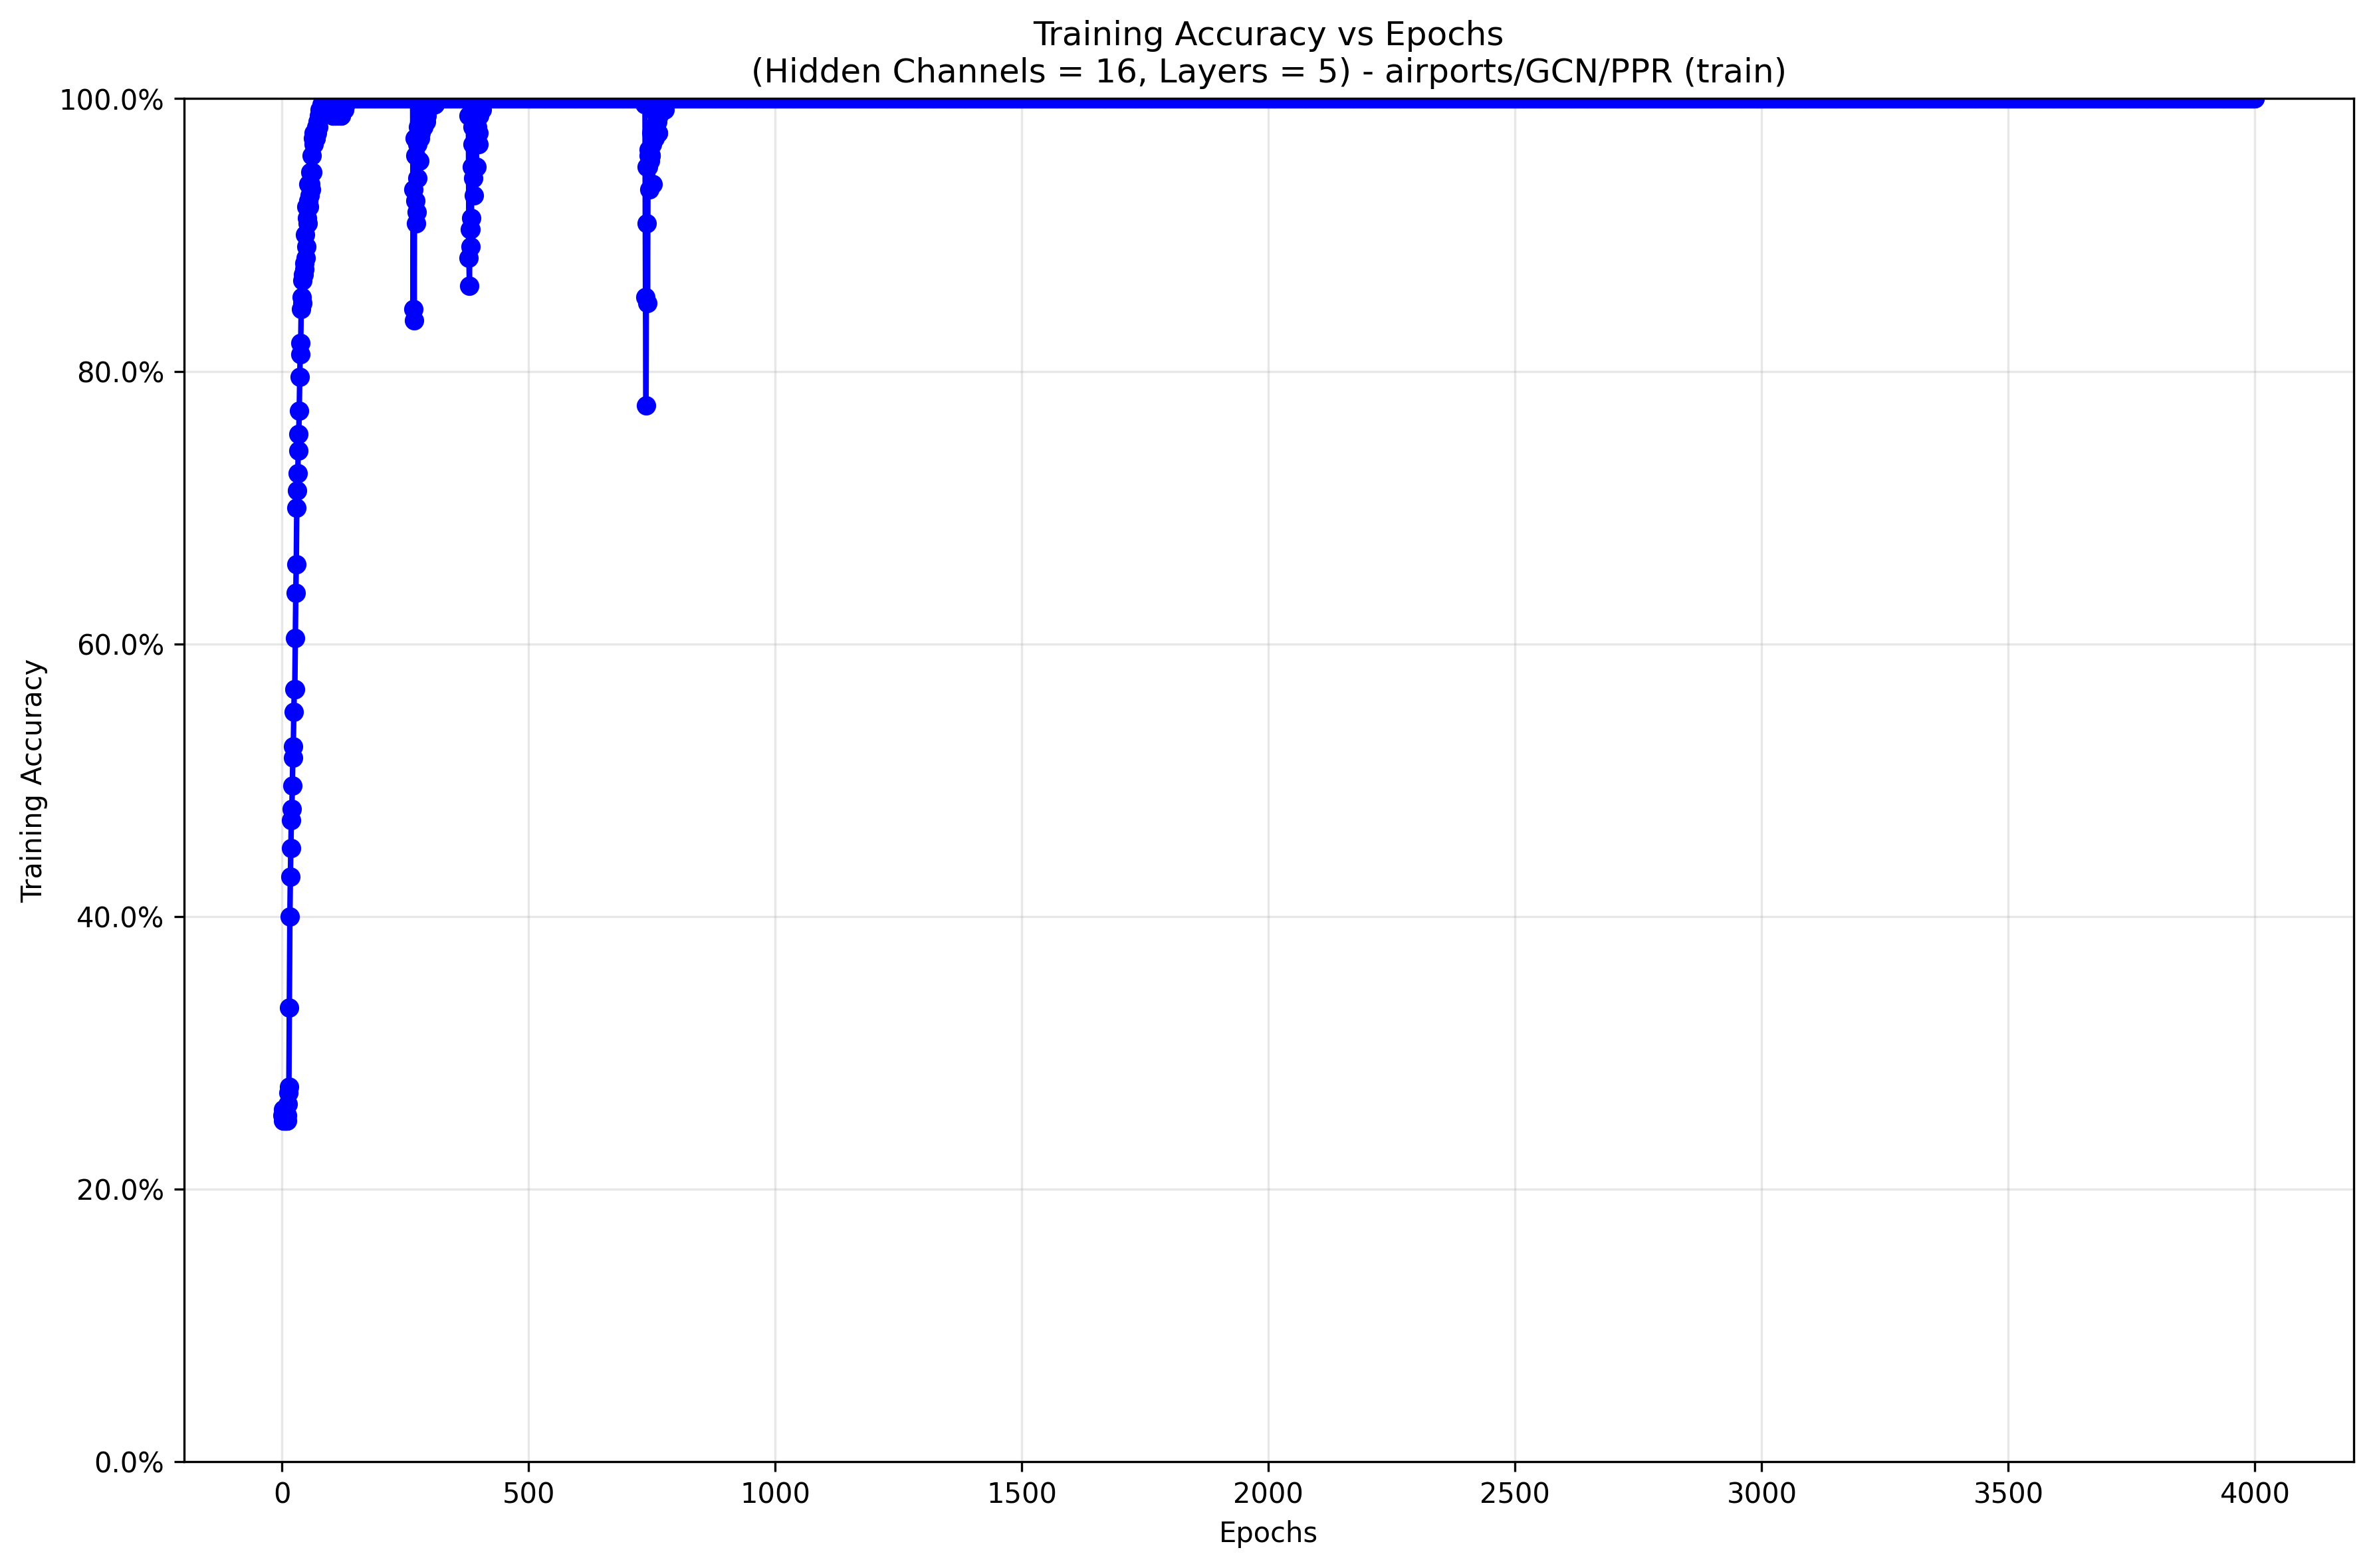 Training Accuracy vs Epochs
(Hidden Channels = 16, Layers = 5) - airports/GCN/PPR (train)
100.0%
80.0%
60.0%
40.0%
20.0%
0.0%
Training Accuracy
0 500 1000 1500 2000 2500 3000 3500 4000
Epochs